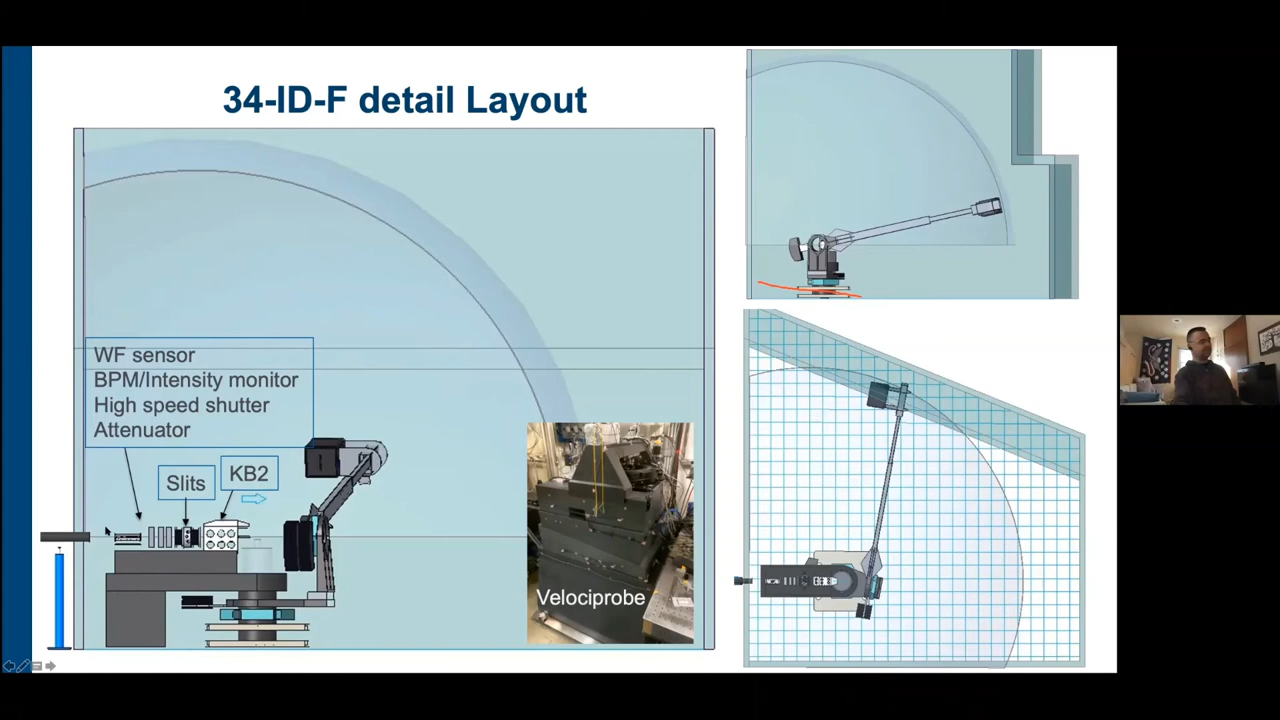 34-ID-F detail Layout
WF sensor
BPM/Intensity monitor
High speed shutter
Attenuator
Slits
KB2
Velociprobe